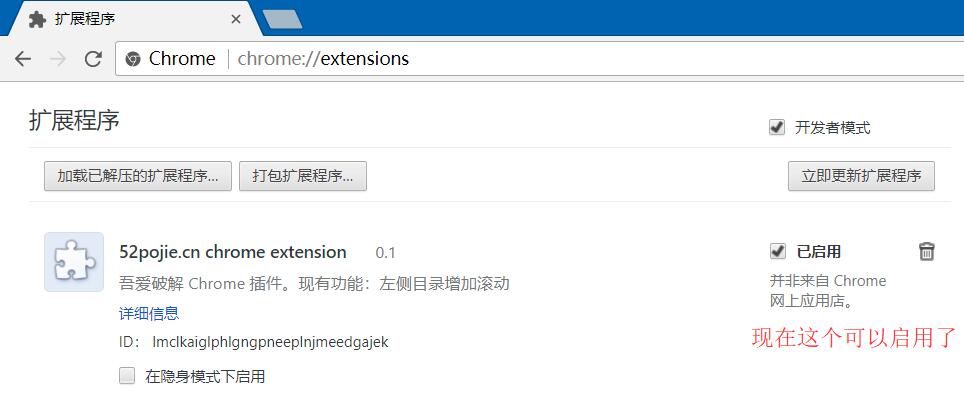 扩展程序
Chrome chrome://extensions
扩展程序
开发者模式
加载已解压的扩展程序... 打包扩展程序... 立即更新扩展程序
52pojie.cn chrome extension 0.1
已启用
吾爱破解 Chrome 插件。现有功能：左侧目录增加滚动
并非来自 Chrome
网上应用店。
详细信息
现在这个可以启用了
ID： lmclkaiglphlgngpneeplnjmeedgajek
在隐身模式下启用